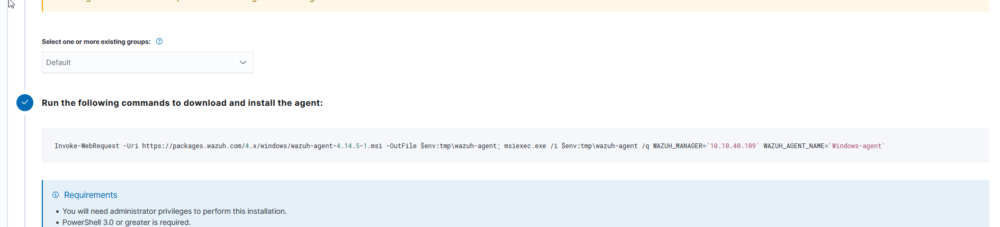 Select one or more existing groups:
Default
Run the following commands to download and install the agent:
Invoke-WebRequest -Uri https://packages.wazuh.com/4.x/windows/wazuh-agent-4.14.5-1.msi -OutFile $env:tmp\wazuh-agent; msiexec.exe /i $env:tmp\wazuh-agent /q WAZUH_MANAGER='10.10.40.109' WAZUH_AGENT_NAME='Windows-agent'
Requirements
• You will need administrator privileges to perform this installation.
• PowerShell 3.0 or greater is required.